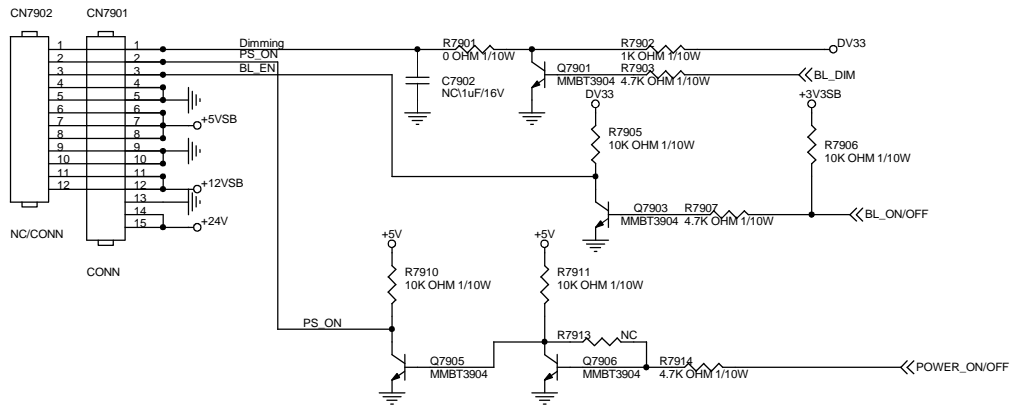 CN7902 CN7901
1 1 Dimming
2 2 PS_ON
3 3 BL_EN
4 4
5 5
6 6
7 7 +5VSB
8 8
9 9
10 10
11 11
12 12 +12VSB
13
14
15 +24V
NC/CONN
CONN
R7901
0 OHM 1/10W
C7902
NC\1uF/16V
R7902
1K OHM 1/10W
DV33
Q7901
MMBT3904
R7903
4.7K OHM 1/10W
BL_DIM
DV33
+3V3SB
R7905
10K OHM 1/10W
R7906
10K OHM 1/10W
Q7903
MMBT3904
R7907
4.7K OHM 1/10W
BL_ON/OFF
+5V
+5V
R7910
10K OHM 1/10W
R7911
10K OHM 1/10W
PS_ON
R7913 NC
Q7905
MMBT3904
Q7906
MMBT3904
R7914
4.7K OHM 1/10W
POWER_ON/OFF